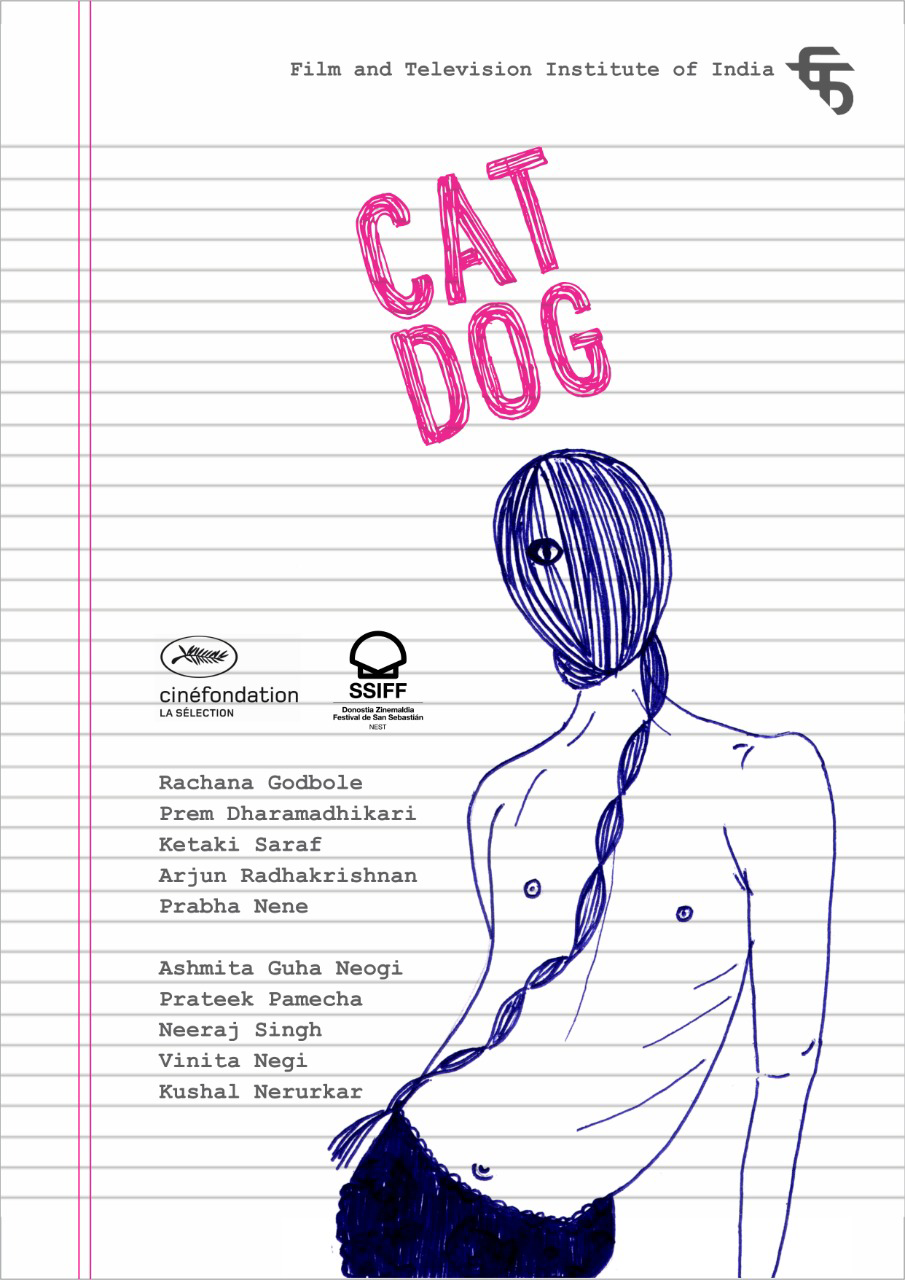 Film and Television Institute of India
CAT
DOG
cinéfondation
LA SÉLECTION
SSIFF
Donostia Zinemaldia
Festival de San Sebastián
NEST
Rachana Godbole
Prem Dharamadhikari
Ketaki Saraf
Arjun Radhakrishnan
Prabha Nene
Ashmita Guha Neogi
Prateek Pamecha
Neeraj Singh
Vinita Negi
Kushal Nerurkar